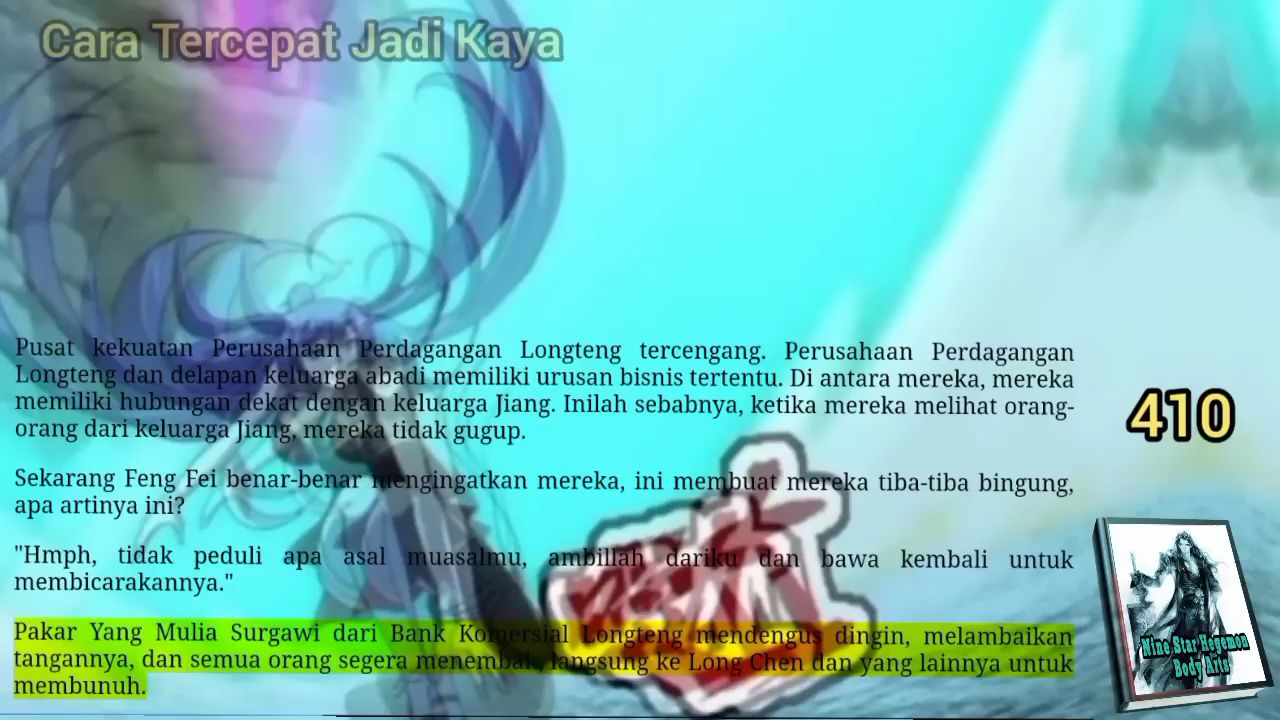 Cara Tercepat Jadi Kaya
Pusat kekuatan Perusahaan Perdagangan Longteng tercengang. Perusahaan Perdagangan
Longteng dan delapan keluarga abadi memiliki urusan bisnis tertentu. Di antara mereka, mereka
memiliki hubungan dekat dengan keluarga Jiang. Inilah sebabnya, ketika mereka melihat orang-
orang dari keluarga Jiang, mereka tidak gugup.
Sekarang Feng Fei benar-benar mengingatkan mereka, ini membuat mereka tiba-tiba bingung,
apa artinya ini?
"Hmph, tidak peduli apa asal muasalmu, ambillah dariku dan bawa kembali untuk
membicarakannya."
Pakar Yang Mulia Surgawi dari Bank Komersial Longteng mendengus dingin, melambaikan
tangannya, dan semua orang segera menembak, langsung ke Long Chen dan yang lainnya untuk
membunuh.
410
Nine Star Hegemon
Body Arts